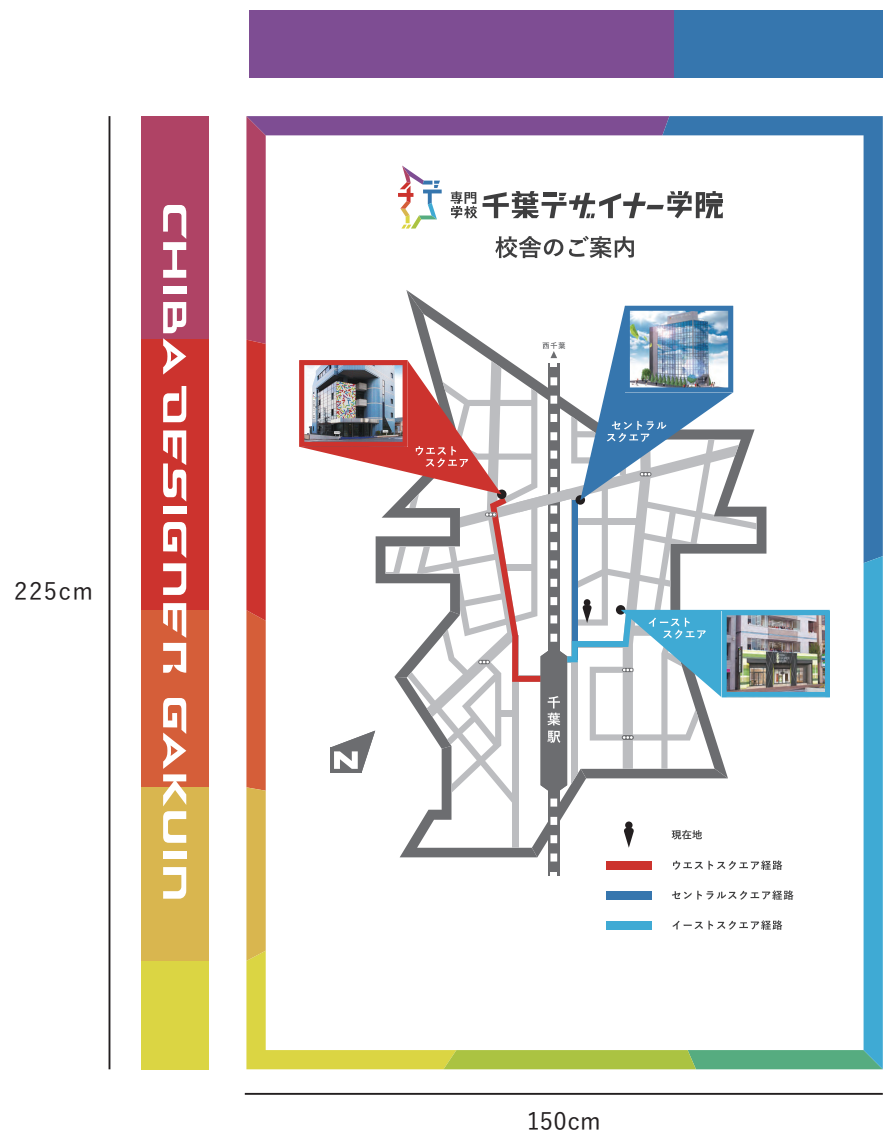 専門
学校
千葉デザイナー学院
校舎のご案内
225cm
CHIBA DESIGNER GAKUIN
西千葉
セントラル
スクエア
ウエスト
スクエア
イースト
スクエア
千葉駅
N
現在地
ウエストスクエア経路
セントラルスクエア経路
イーストスクエア経路
150cm